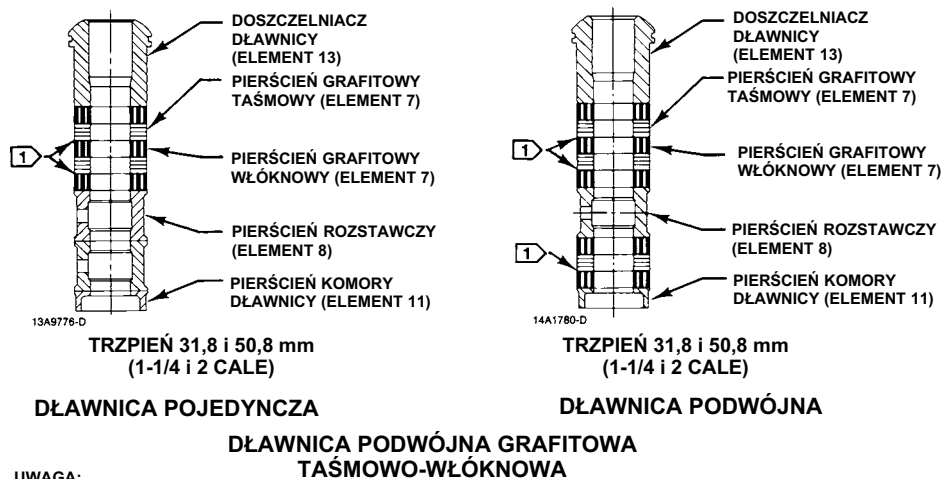 DOSZCZELNIACZ
DŁAWNICY
(ELEMENT 13)
PIERŚCIEŃ GRAFITOWY
TAŚMOWY (ELEMENT 7)
1
PIERŚCIEŃ GRAFITOWY
WŁÓKNOWY (ELEMENT 7)
PIERŚCIEŃ ROZSTAWCZY
(ELEMENT 8)
PIERŚCIEŃ KOMORY
DŁAWNICY (ELEMENT 11)
13A9776-D
TRZPIEŃ 31,8 i 50,8 mm
(1-1/4 i 2 CALE)
DŁAWNICA POJEDYNCZA
DOSZCZELNIACZ
DŁAWNICY
(ELEMENT 13)
PIERŚCIEŃ GRAFITOWY
TAŚMOWY (ELEMENT 7)
1
PIERŚCIEŃ GRAFITOWY
WŁÓKNOWY (ELEMENT 7)
PIERŚCIEŃ ROZSTAWCZY
(ELEMENT 8)
1
PIERŚCIEŃ KOMORY
DŁAWNICY (ELEMENT 11)
14A1780-D
TRZPIEŃ 31,8 i 50,8 mm
(1-1/4 i 2 CALE)
DŁAWNICA PODWÓJNA
DŁAWNICA PODWÓJNA GRAFITOWA
TAŚMOWO-WŁÓKNOWA
UWAGA: